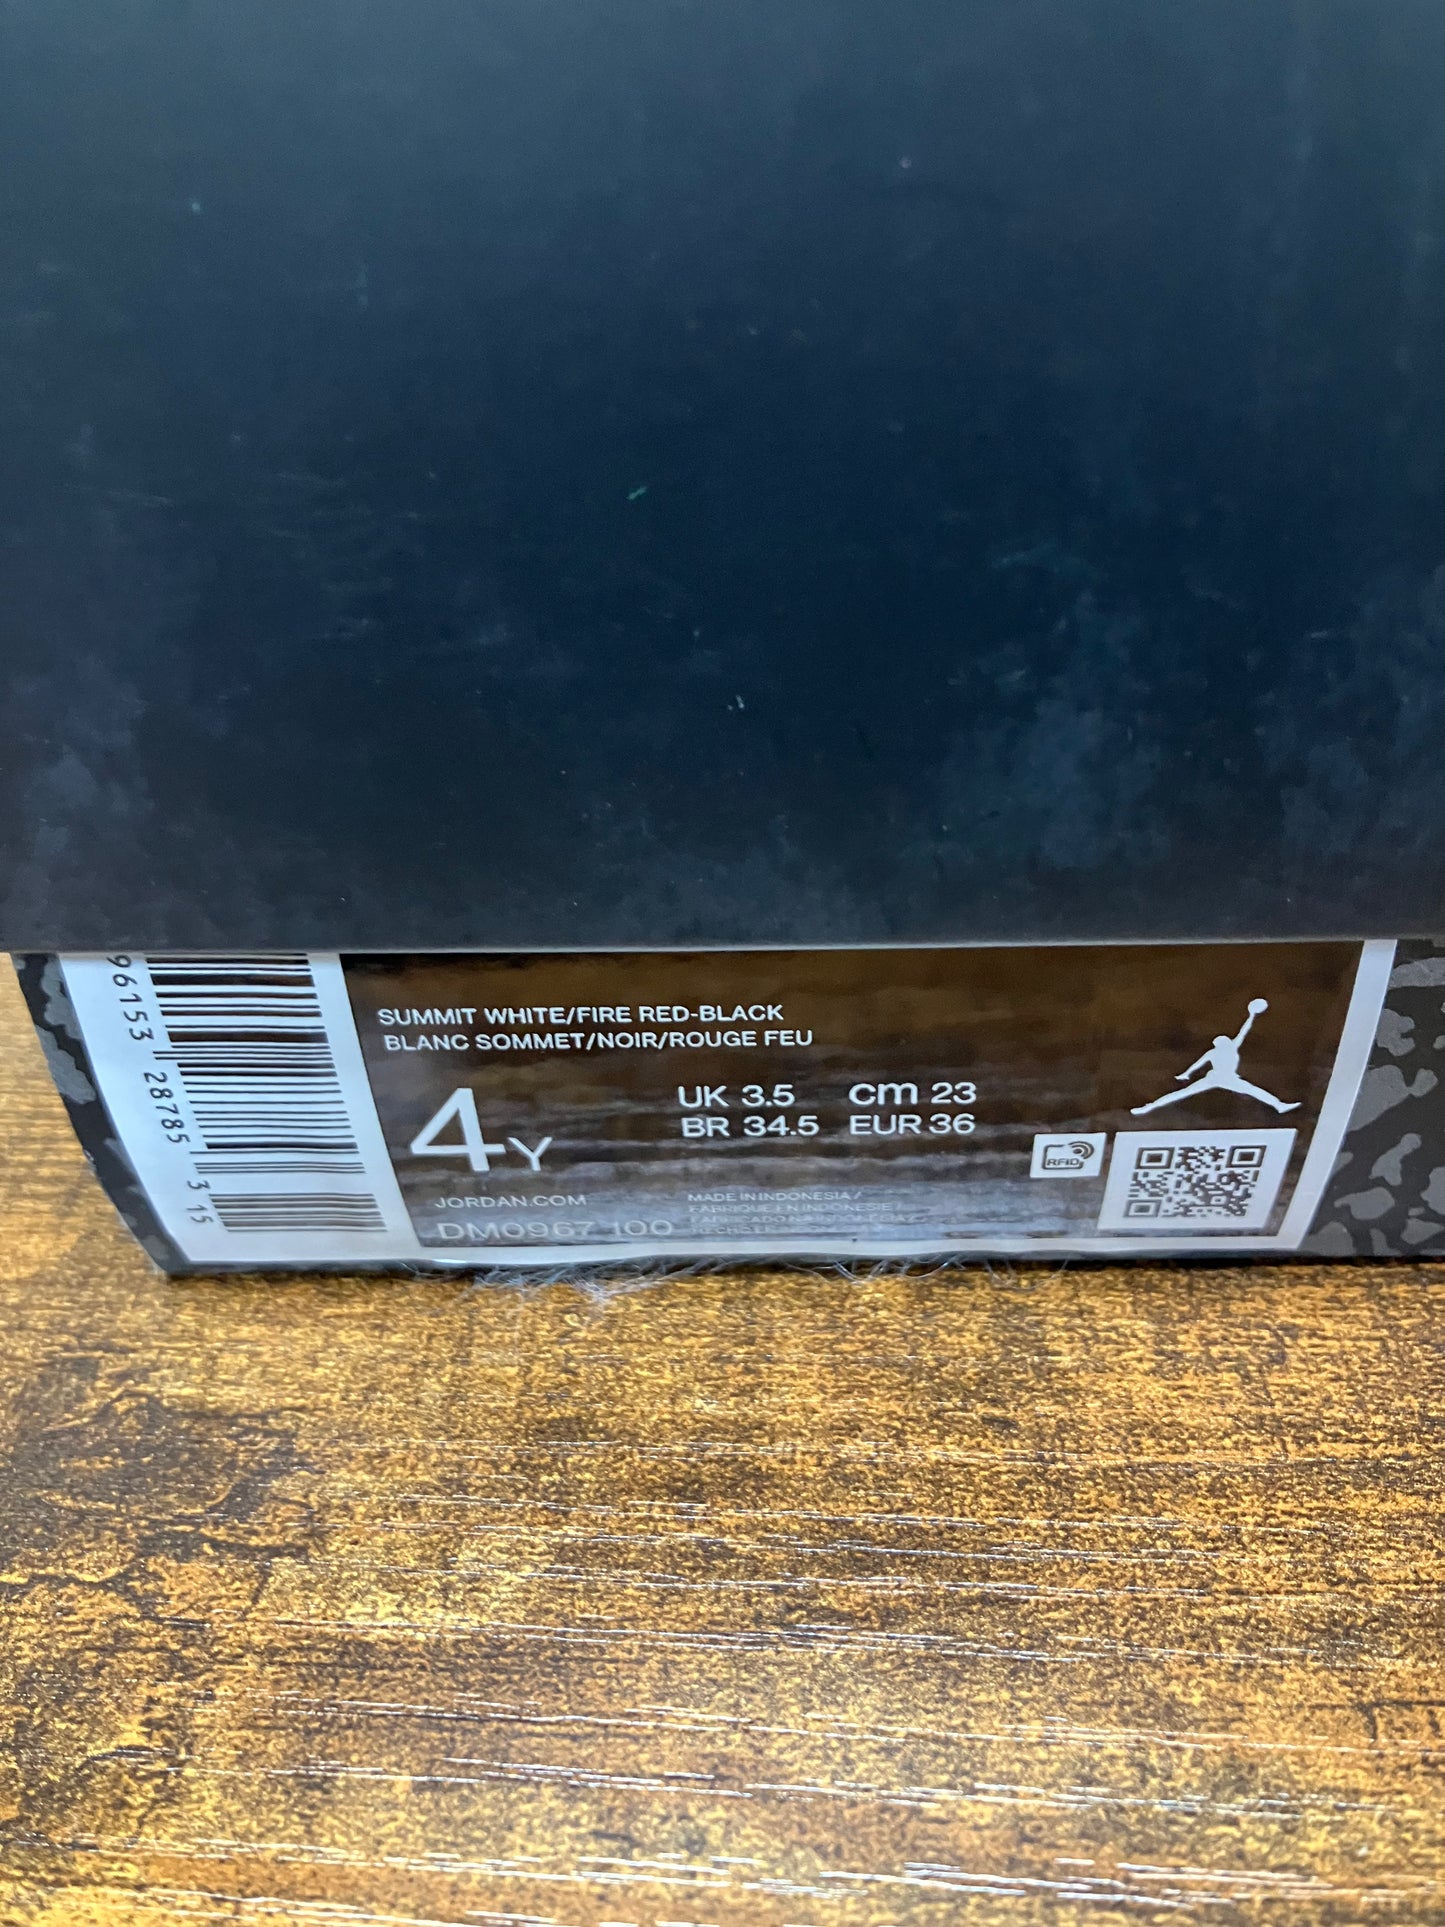 SUMMIT WHITE/FIRE RED-BLACK
BLANC SOMMET/NOIR/ROUGE FEU
4Y
UK 3.5 cm 23
BR 34.5 EUR 36
RFID
JORDAN.COM
DM0967 100
MADE IN INDONESIA /
FABRIQUE EN INDONESIE /
96153 28785 3 15